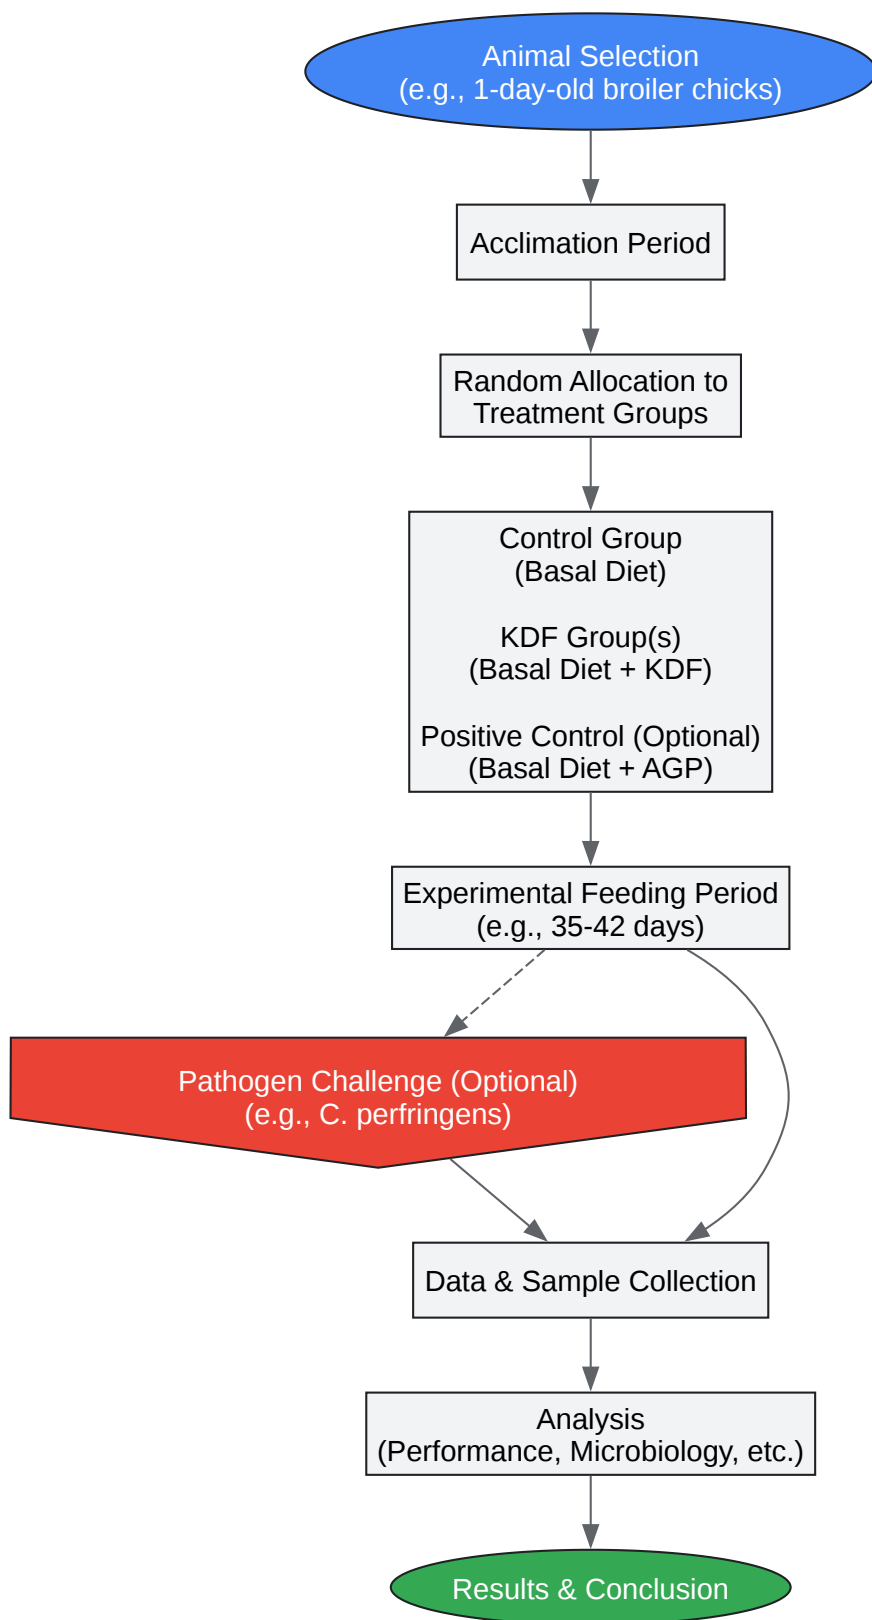 Animal Selection
(e.g., 1-day-old broiler chicks)
Acclimation Period
Random Allocation to
Treatment Groups
Control Group
(Basal Diet)
KDF Group(s)
(Basal Diet + KDF)
Positive Control (Optional)
(Basal Diet + AGP)
Experimental Feeding Period
(e.g., 35-42 days)
Pathogen Challenge (Optional)
(e.g., C. perfringens)
Data & Sample Collection
Analysis
(Performance, Microbiology, etc.)
Results & Conclusion